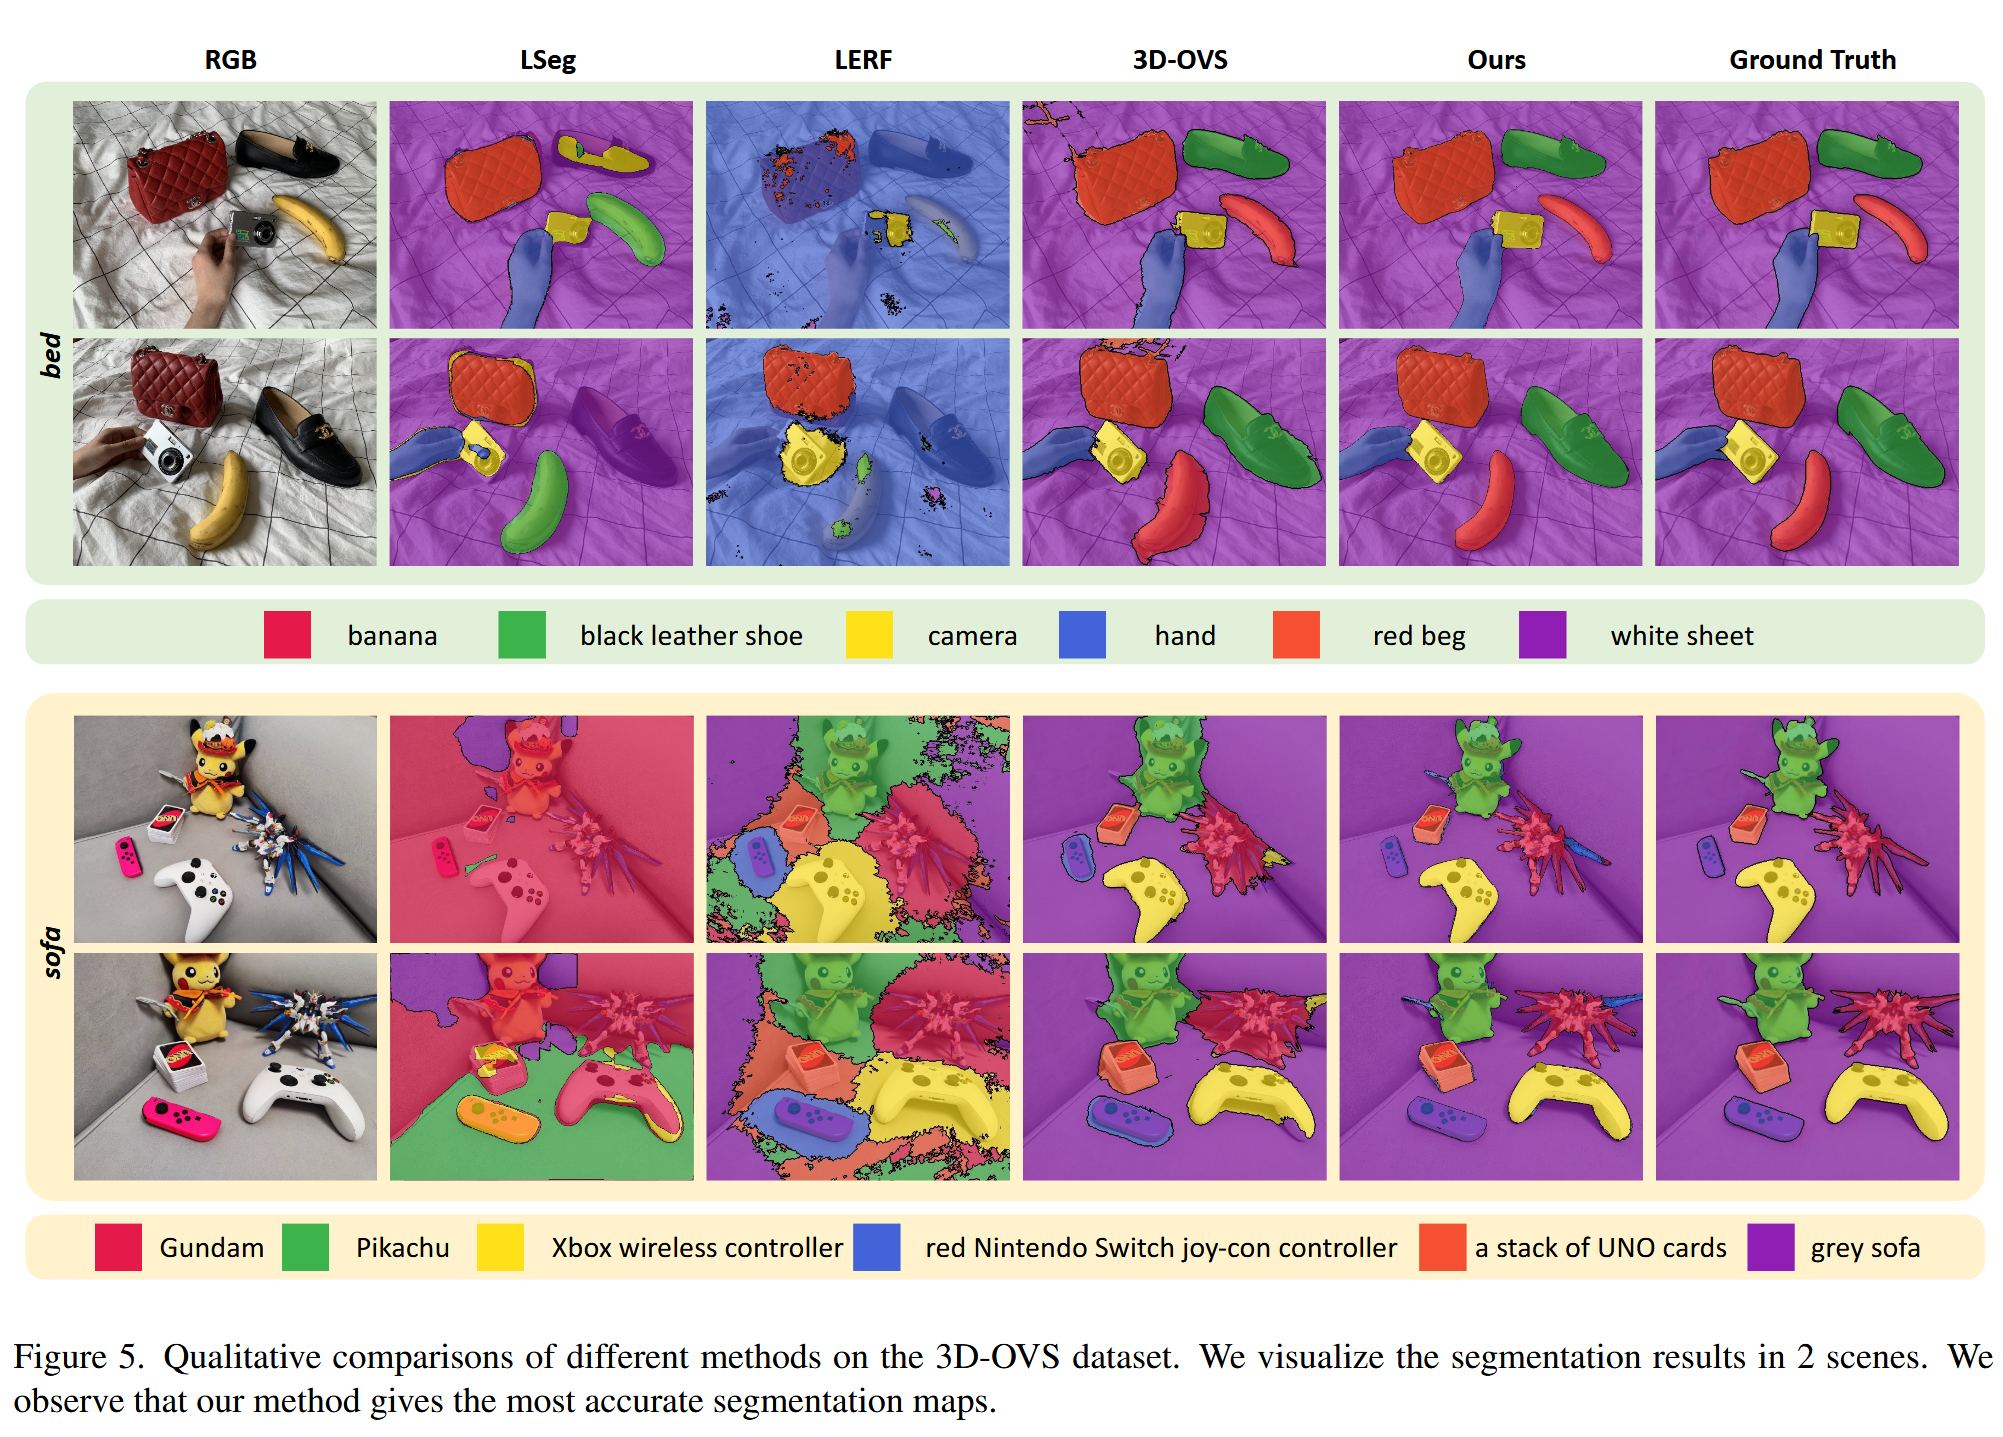 RGB LSeg LERF 3D-OVS Ours Ground Truth
bed
banana black leather shoe camera hand red beg white sheet
sofa
Gundam Pikachu Xbox wireless controller red Nintendo Switch joy-con controller a stack of UNO cards grey sofa
Figure 5. Qualitative comparisons of different methods on the 3D-OVS dataset. We visualize the segmentation results in 2 scenes. We
observe that our method gives the most accurate segmentation maps.